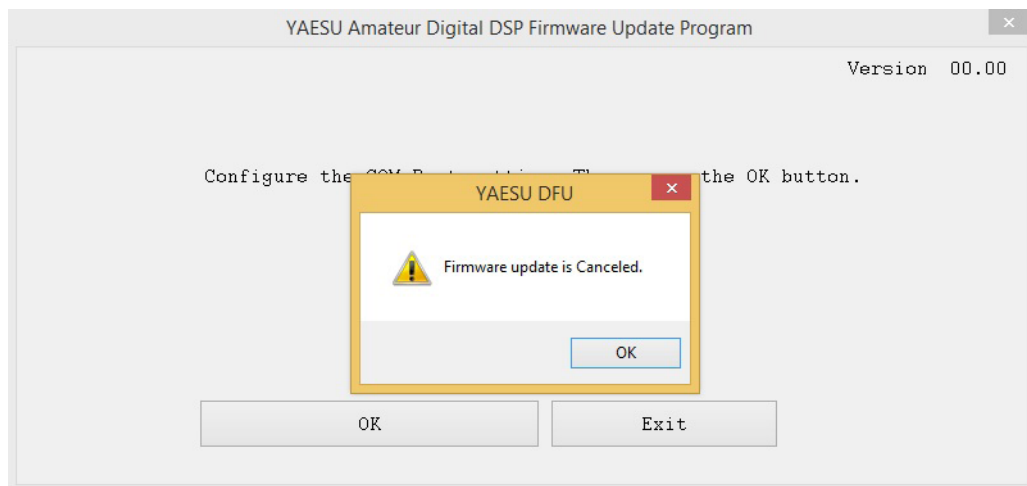 YAESU Amateur Digital DSP Firmware Update Program
Version 00.00
Configure the the OK button.
YAESU DFU
Firmware update is Canceled.
OK
OK Exit